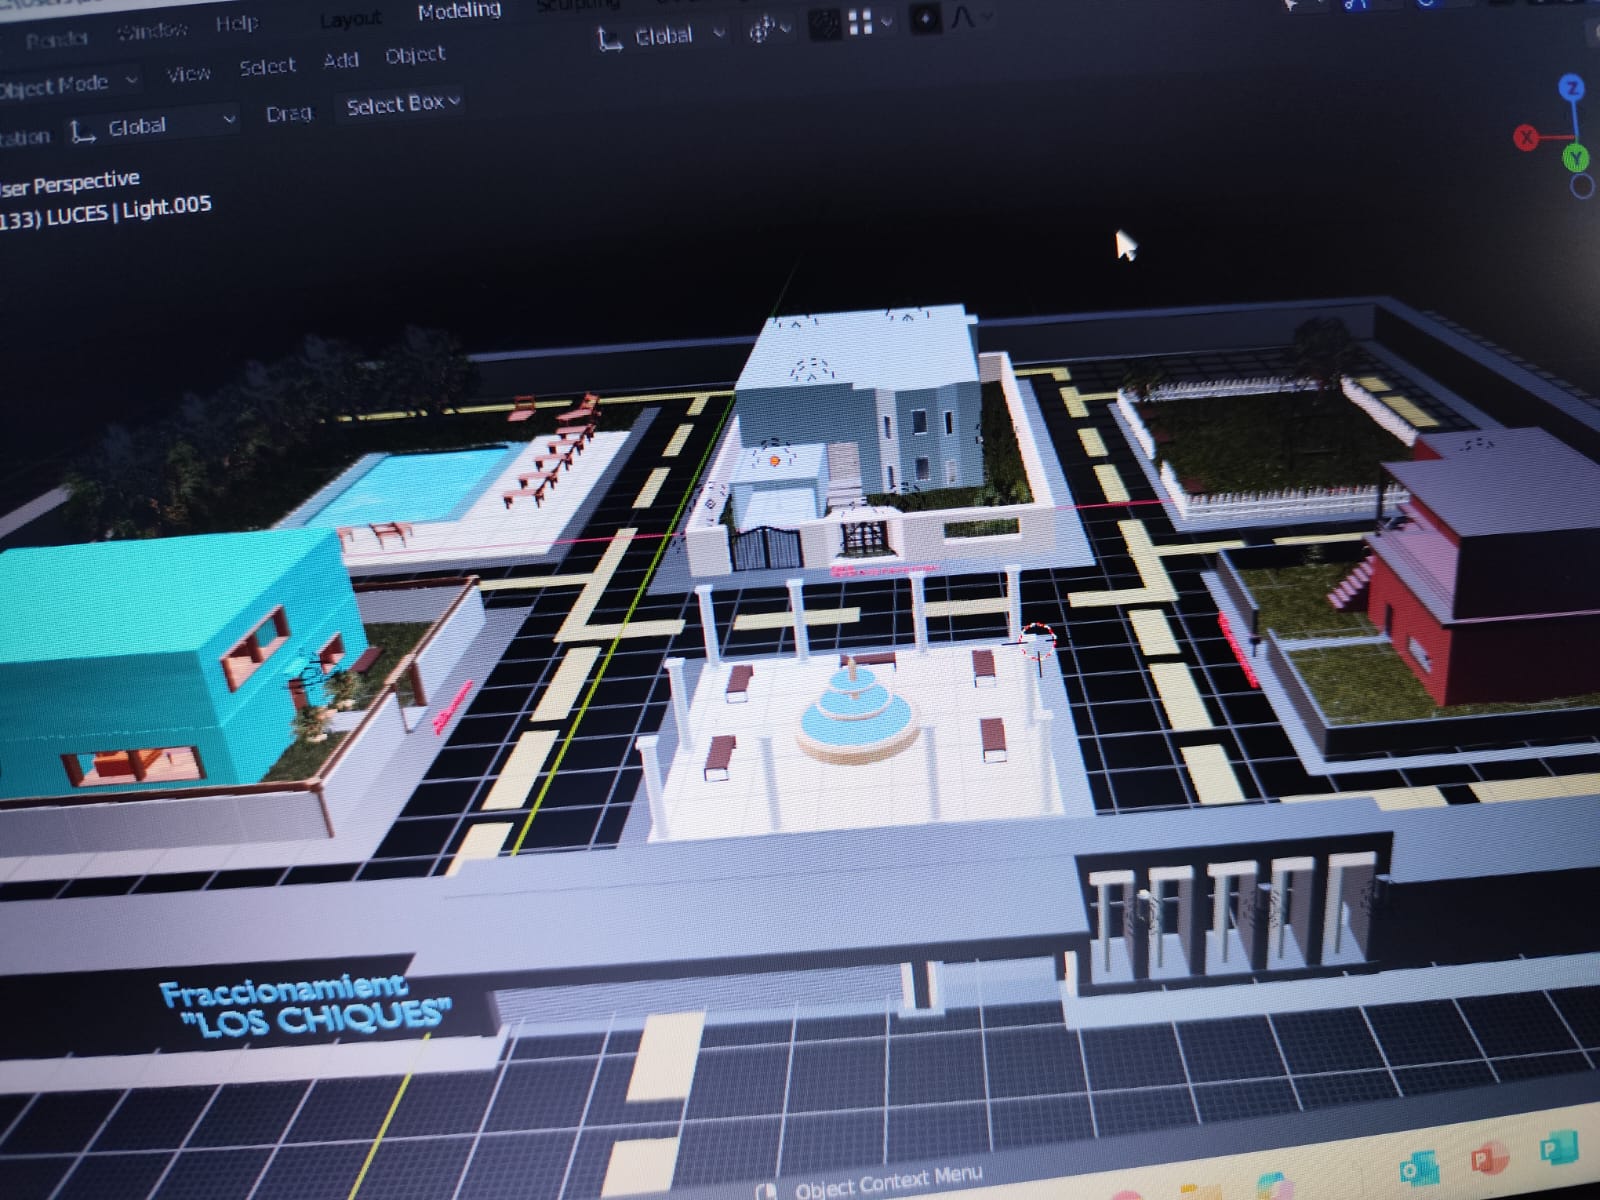 Render Window Help Layout Modeling Sculpting
Object Mode View Select Add Object Global
Global Drag: Select Box
User Perspective
133) LUCES | Light.005
Z
X
Y
Fraccionamient
"LOS CHIQUES"
Object Context Menu